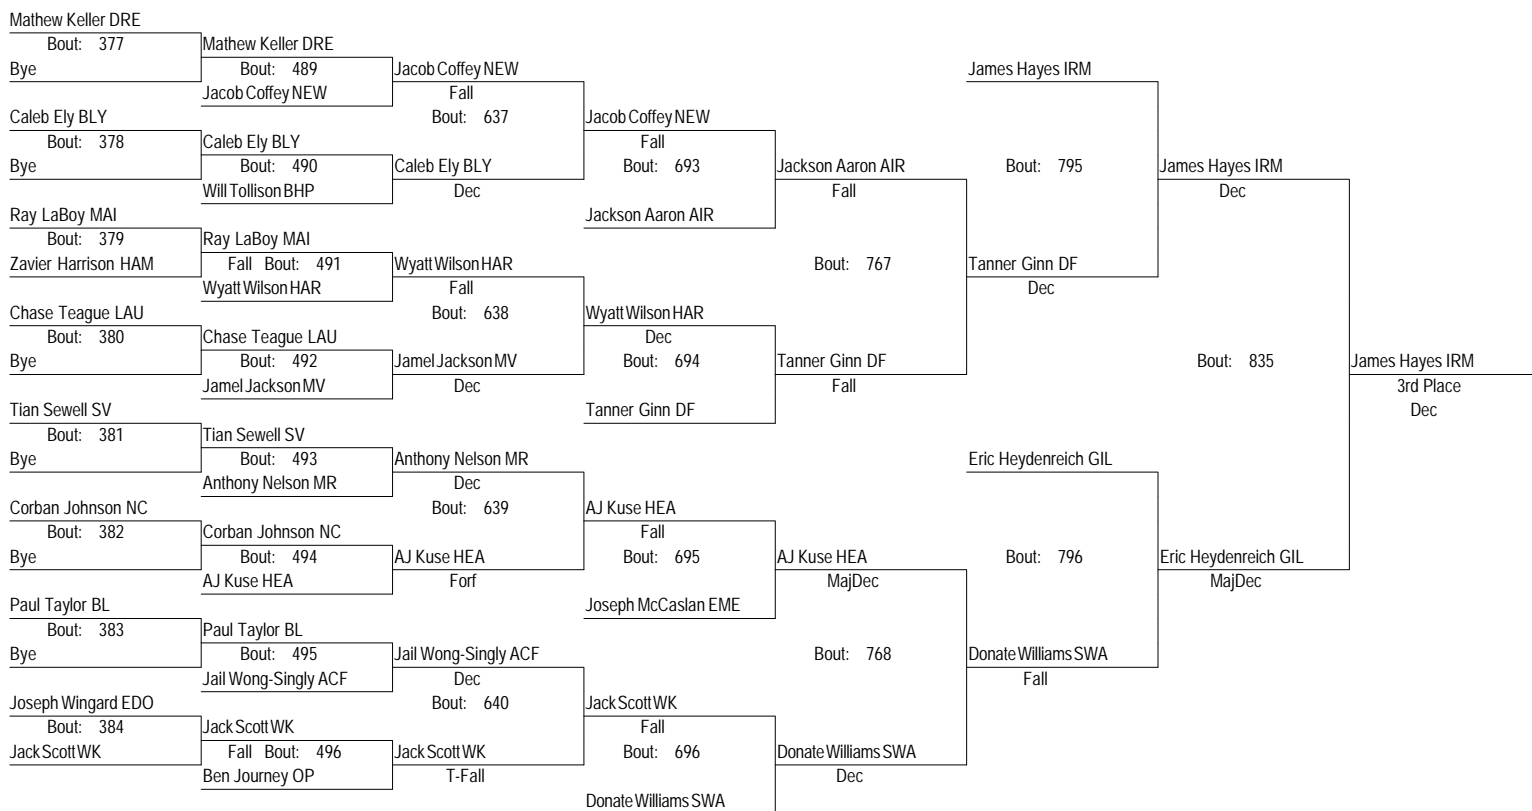 Mathew Keller DRE
Bout: 377
Mathew Keller DRE
Bye
Bout: 489
Jacob Coffey NEW
James Hayes IRM
Jacob Coffey NEW
Fall
Caleb Ely BLY
Bout: 637
Jacob Coffey NEW
Bout: 378
Caleb Ely BLY
Fall
Bye
Bout: 490
Caleb Ely BLY
Bout: 693
Jackson Aaron AIR
Bout: 795
James Hayes IRM
Will Tollison BHP
Dec
Fall
Dec
Ray LaBoy MAI
Jackson Aaron AIR
Bout: 379
Ray LaBoy MAI
Zavier Harrison HAM
Fall Bout: 491
Wyatt Wilson HAR
Bout: 767
Tanner Ginn DF
Wyatt Wilson HAR
Fall
Dec
Chase Teague LAU
Bout: 638
Wyatt Wilson HAR
Bout: 380
Chase Teague LAU
Dec
Bye
Bout: 492
Jamel Jackson MV
Bout: 694
Tanner Ginn DF
Bout: 835
James Hayes IRM
Jamel Jackson MV
Dec
Fall
3rd Place
Tian Sewell SV
Tanner Ginn DF
Dec
Bout: 381
Tian Sewell SV
Bye
Bout: 493
Anthony Nelson MR
Eric Heydenreich GIL
Anthony Nelson MR
Dec
Corban Johnson NC
Bout: 639
AJ Kuse HEA
Bout: 382
Corban Johnson NC
Fall
Bye
Bout: 494
AJ Kuse HEA
Bout: 695
AJ Kuse HEA
Bout: 796
Eric Heydenreich GIL
AJ Kuse HEA
Forf
MajDec
MajDec
Paul Taylor BL
Joseph McCaslan EME
Bout: 383
Paul Taylor BL
Bye
Bout: 495
Jail Wong-Singly ACF
Bout: 768
Donate Williams SWA
Jail Wong-Singly ACF
Dec
Fall
Joseph Wingard EDO
Bout: 640
Jack Scott WK
Bout: 384
Jack Scott WK
Fall
Jack Scott WK
Fall Bout: 496
Jack Scott WK
Bout: 696
Donate Williams SWA
Ben Journey OP
T-Fall
Dec
Donate Williams SWA